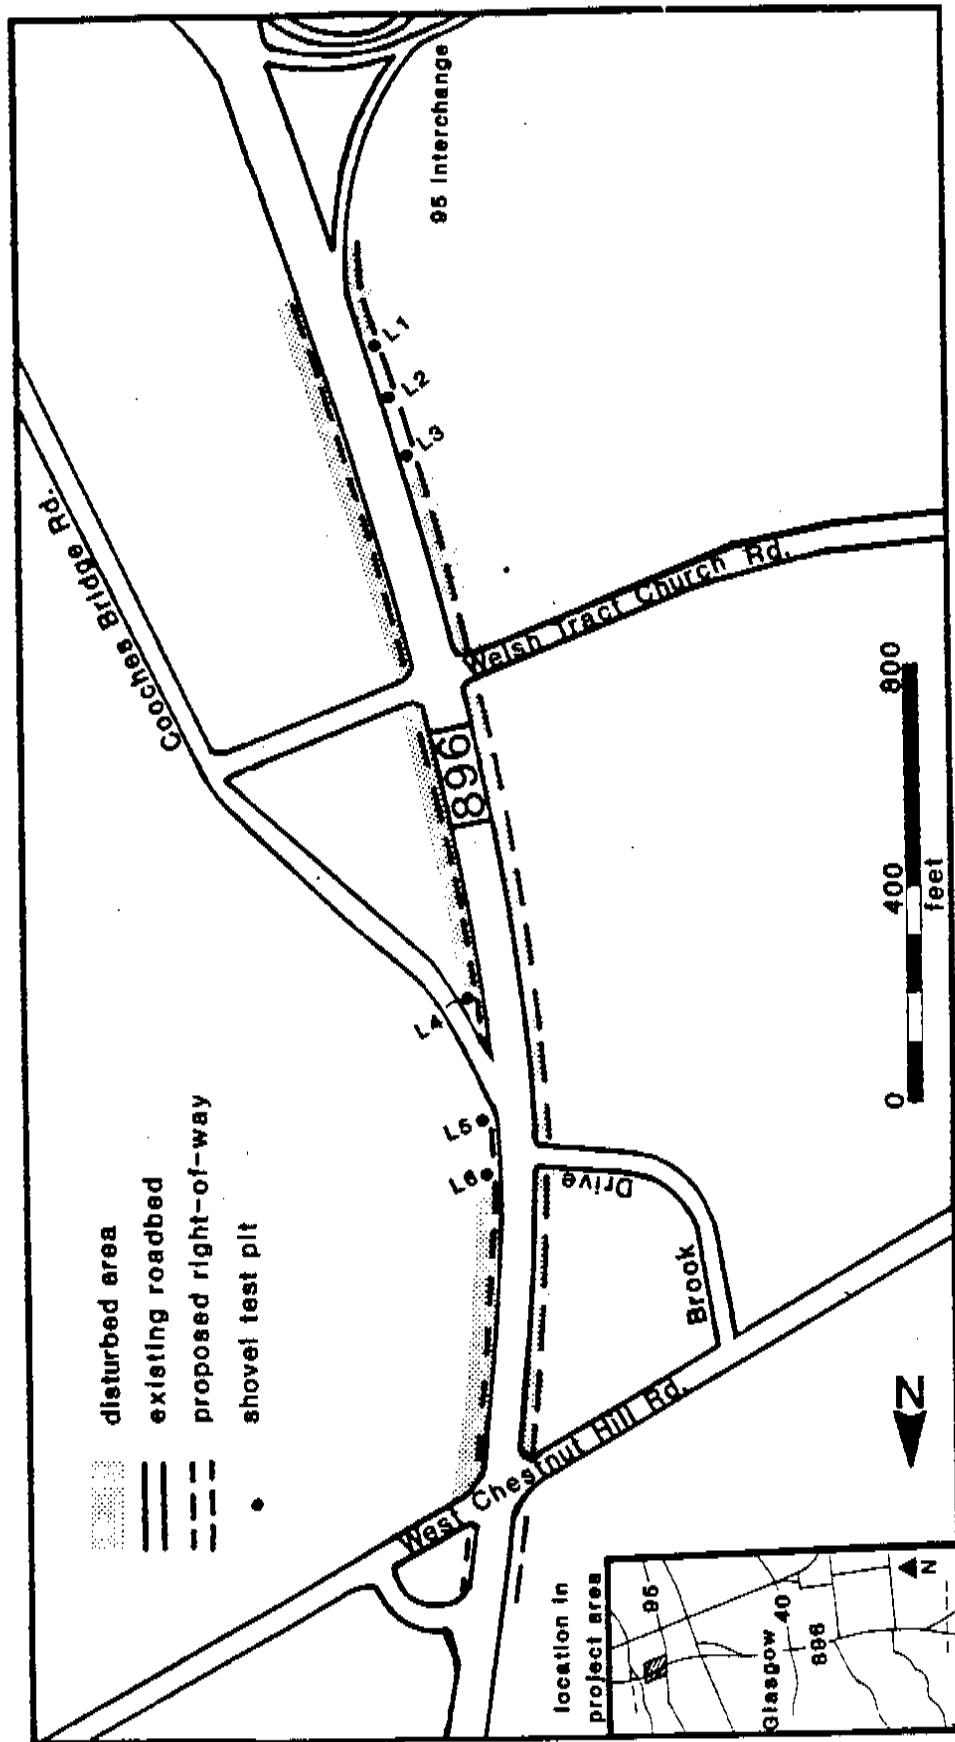 disturbed area
existing roadbed
proposed right-of-way
shovel test pit
Cooches Bridge Rd.
95 Interchange
L1
L2
L3
L4
L5
L6
896
Welsh Tract Church Rd.
West Chestnut Hill Rd.
Brook
Drive
0 400 800
feet
N
location in
project area
95
40
Glasgow
896
N